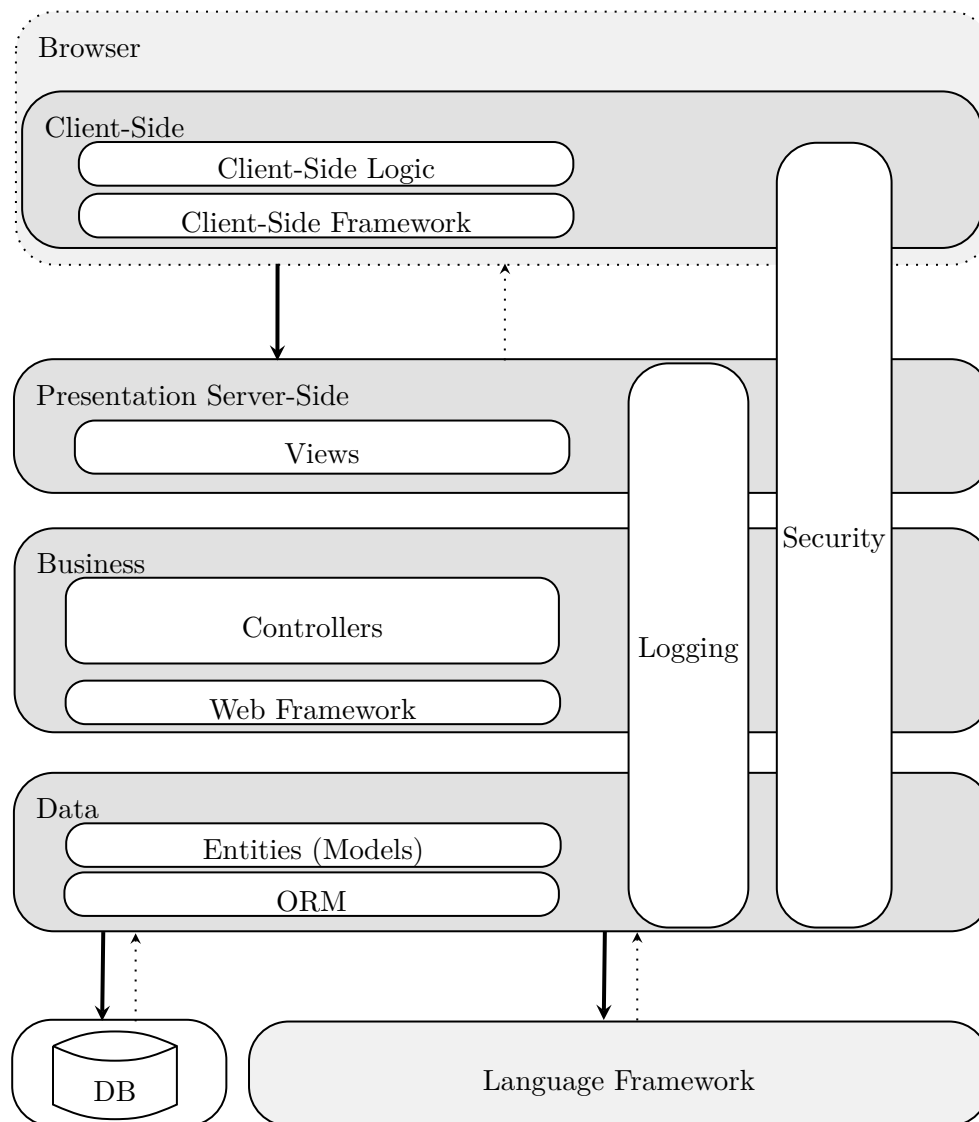 Browser
Client-Side
Client-Side Logic
Client-Side Framework
Presentation Server-Side
Views
Security
Business
Controllers
Logging
Web Framework
Data
Entities (Models)
ORM
DB
Language Framework